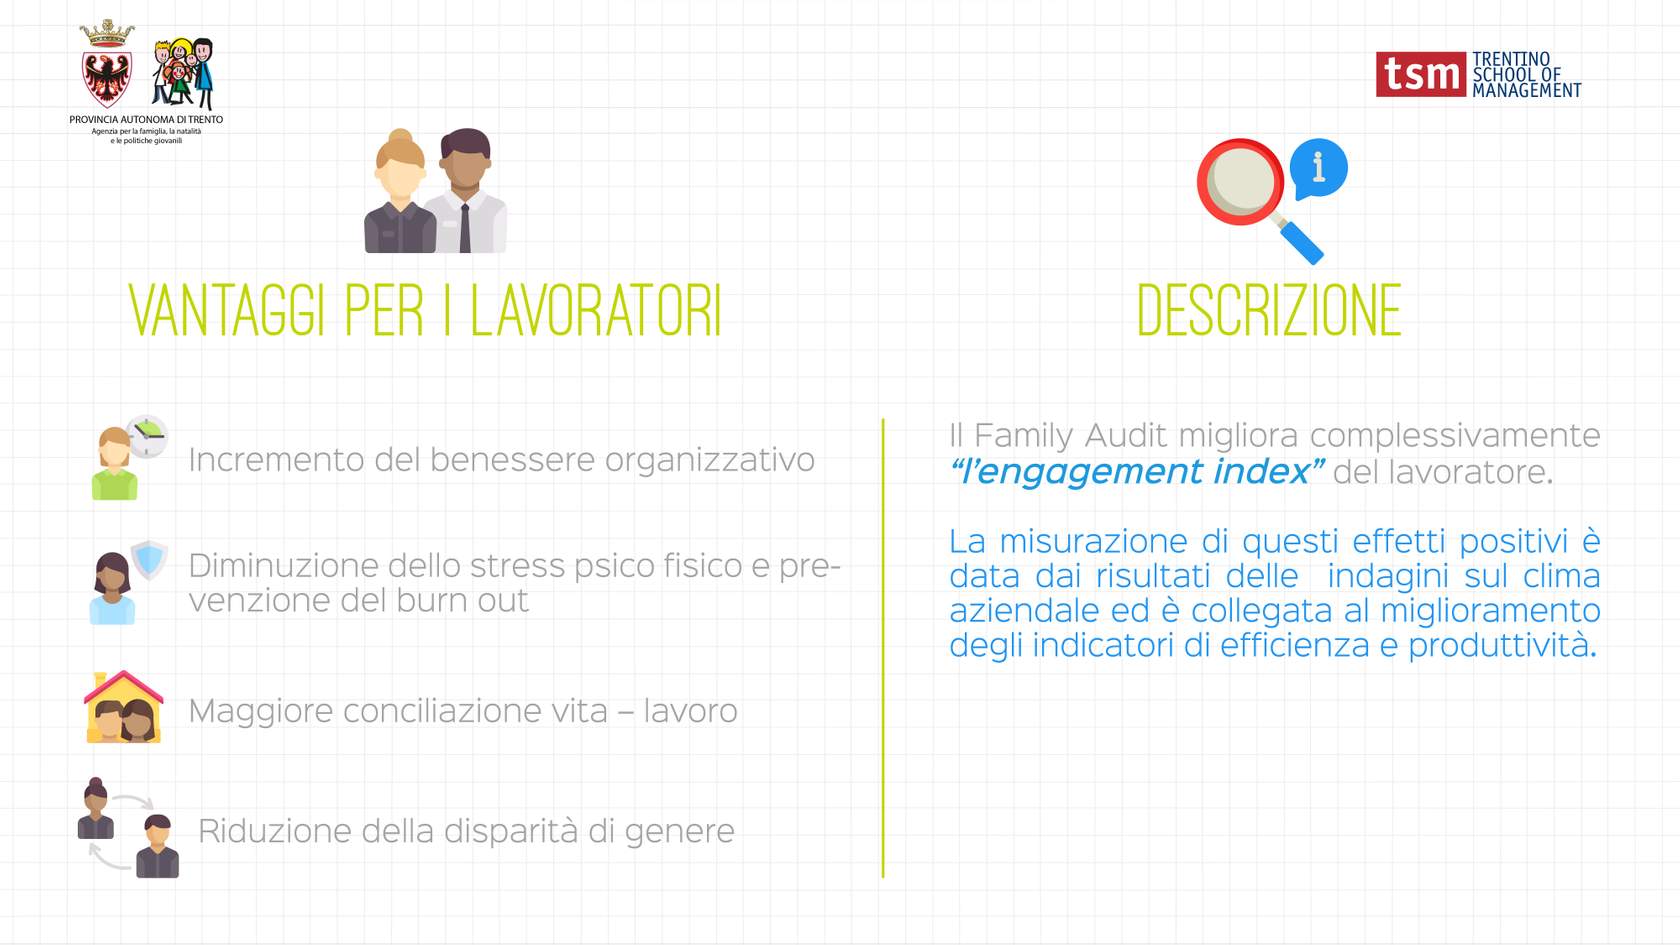 PROVINCIA AUTONOMA DI TRENTO
Agenzia per la famiglia, la natalità
e le politiche giovanili
tsm
TRENTINO
SCHOOL OF
MANAGEMENT
i
VANTAGGI PER I LAVORATORI
Incremento del benessere organizzativo
Diminuzione dello stress psico fisico e pre-
venzione del burn out
Maggiore conciliazione vita – lavoro
Riduzione della disparità di genere
DESCRIZIONE
Il Family Audit migliora complessivamente
“l’engagement index” del lavoratore.
La misurazione di questi effetti positivi è
data dai risultati delle indagini sul clima
aziendale ed è collegata al miglioramento
degli indicatori di efficienza e produttività.